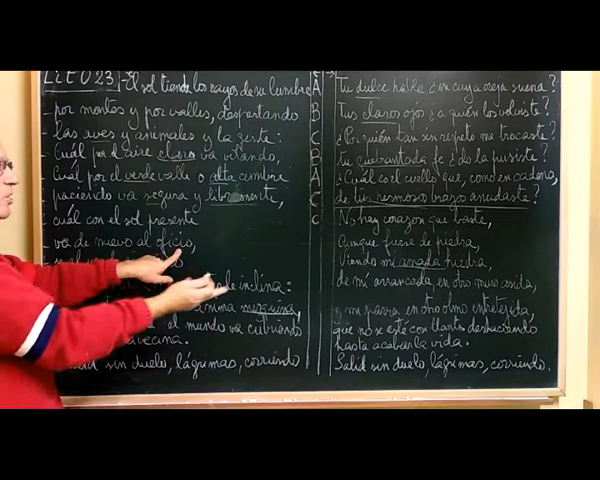 LITO 23
El sol tiende los rayos de su lumbre
por montes y por valles, despertando
las aves y animales y la gente:
Cuál por el aire claro va volando,
Cuál por el verde valle o alta cumbre
paciendo va segura y libremente,
cuál con el sol presente
va de nuevo al oficio,
inclina:
mezquina,
el mundo va cubriendo
vecina.
sin duelo, lágrimas, corriendo
A
B
C
B
A
C
c
Tu dulce habla ¿en cuya oreja suena?
Tus claros ojos ¿a quién los volviste?
¿Por quién tan sin respeto me trocaste?
tu quebrantada fe ¿dó la pusiste?
¿Cuál es el cuello que, como en cadena,
de tus hermosos brazos anudaste?
No hay corazón que baste,
aunque fuese de piedra,
Viendo mi amada hiedra,
de mí arrancada, en otro muro asida,
y mi parra en otro olmo entretejida,
que no se esté con llanto deshaciendo
hasta acabar la vida.
Salid sin duelo, lágrimas, corriendo.